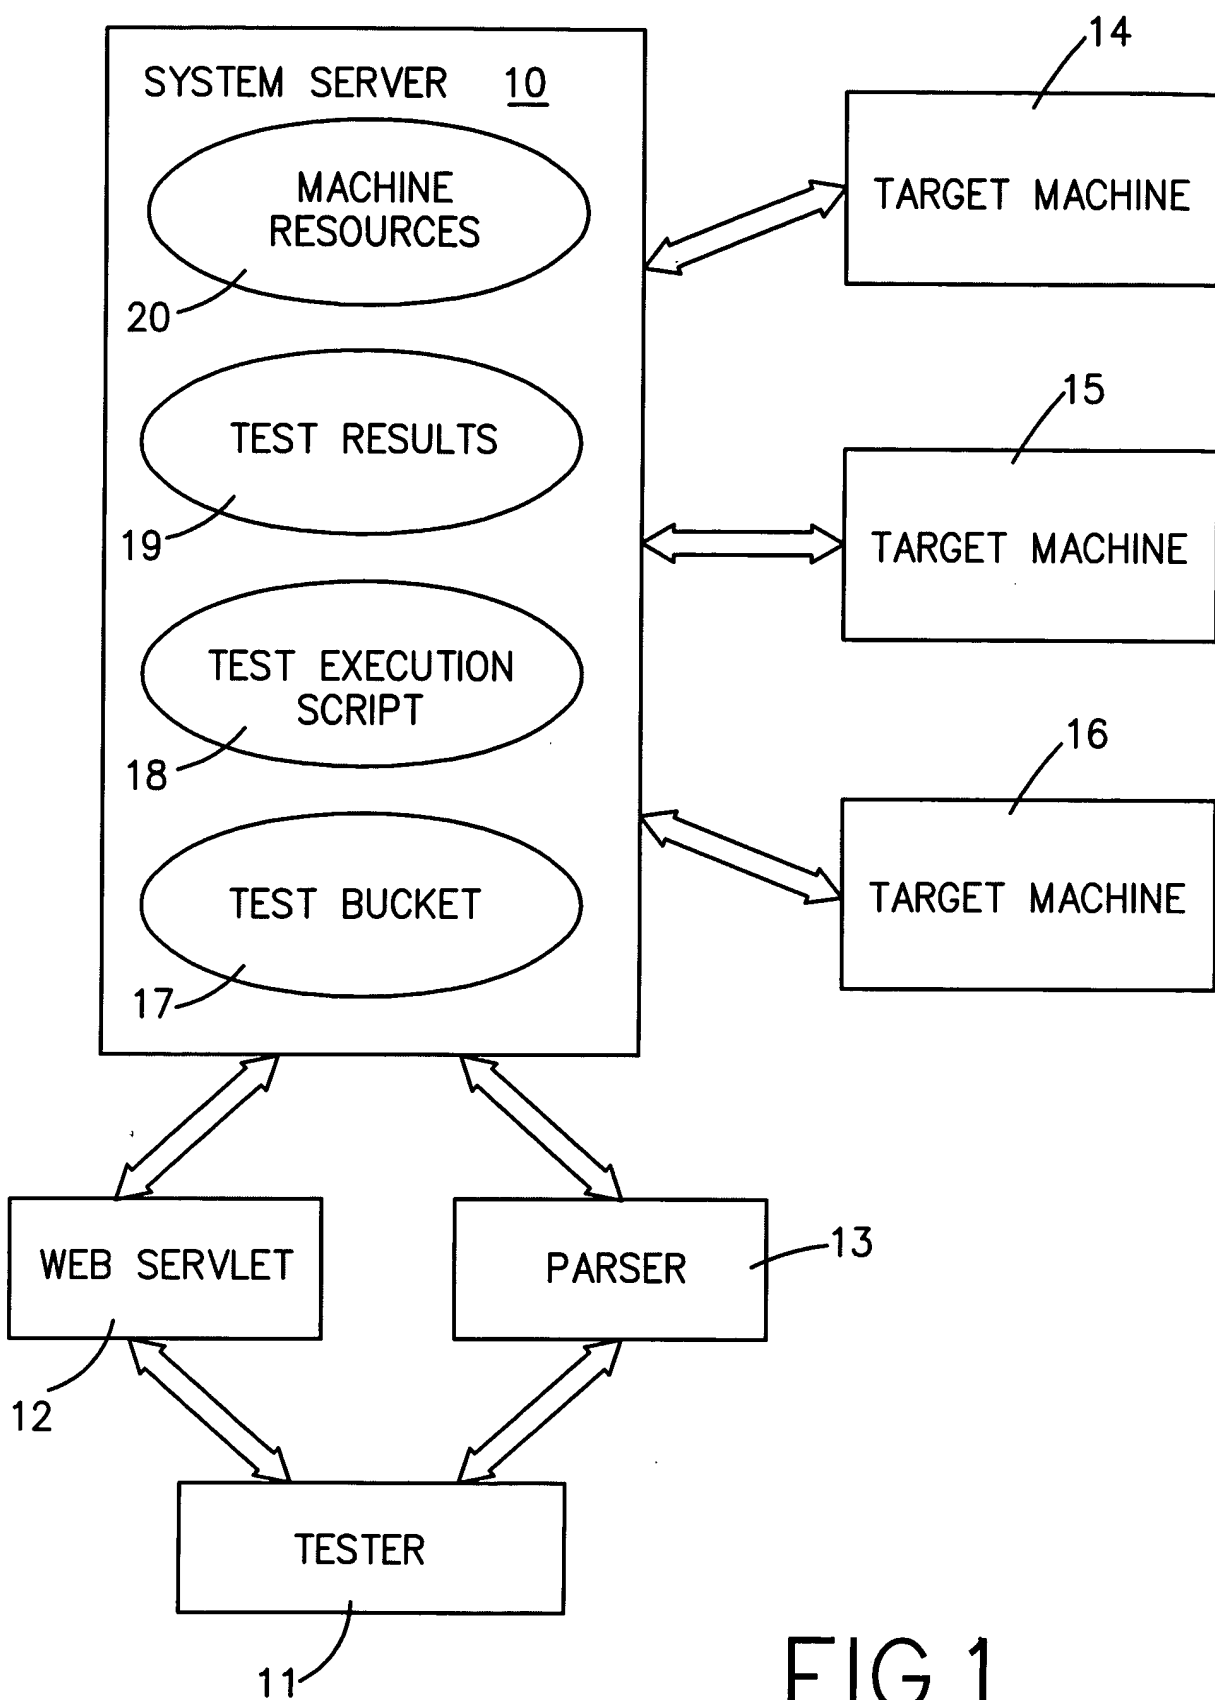 14
SYSTEM SERVER 10
MACHINE
RESOURCES
TARGET MACHINE
20
15
TEST RESULTS
19
TARGET MACHINE
TEST EXECUTION
SCRIPT
16
18
TEST BUCKET
TARGET MACHINE
17
WEB SERVLET
PARSER
13
12
TESTER
11
FIG 1